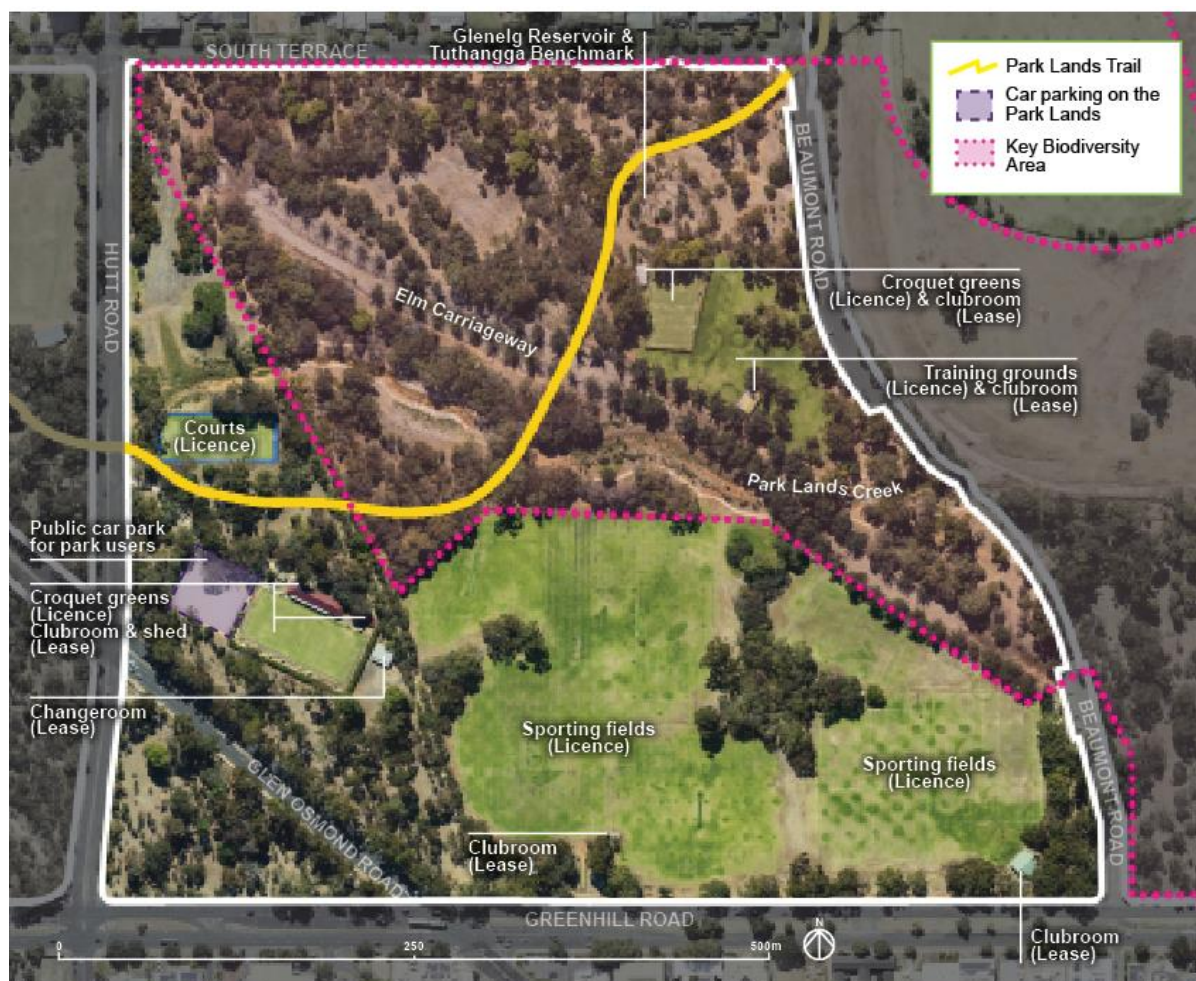 SOUTH TERRACE
Glenelg Reservoir &
Tuthangga Benchmark
Park Lands Trail
Car parking on the
Park Lands
Key Biodiversity
Area
BEAUMONT ROAD
HUTT ROAD
Croquet greens
(Licence) & clubroom
(Lease)
Elm Carriageway
Training grounds
(Licence) & clubroom
(Lease)
Courts
(Licence)
Park Lands Creek
Public car park
for park users
Croquet greens
(Licence)
Clubroom & shed
(Lease)
Changeroom
(Lease)
Sporting fields
(Licence)
Sporting fields
(Licence)
BEAUMONT ROAD
GLEN OSMOND ROAD
Clubroom
(Lease)
GREENHILL ROAD
Clubroom
(Lease)
0 250 500m
N